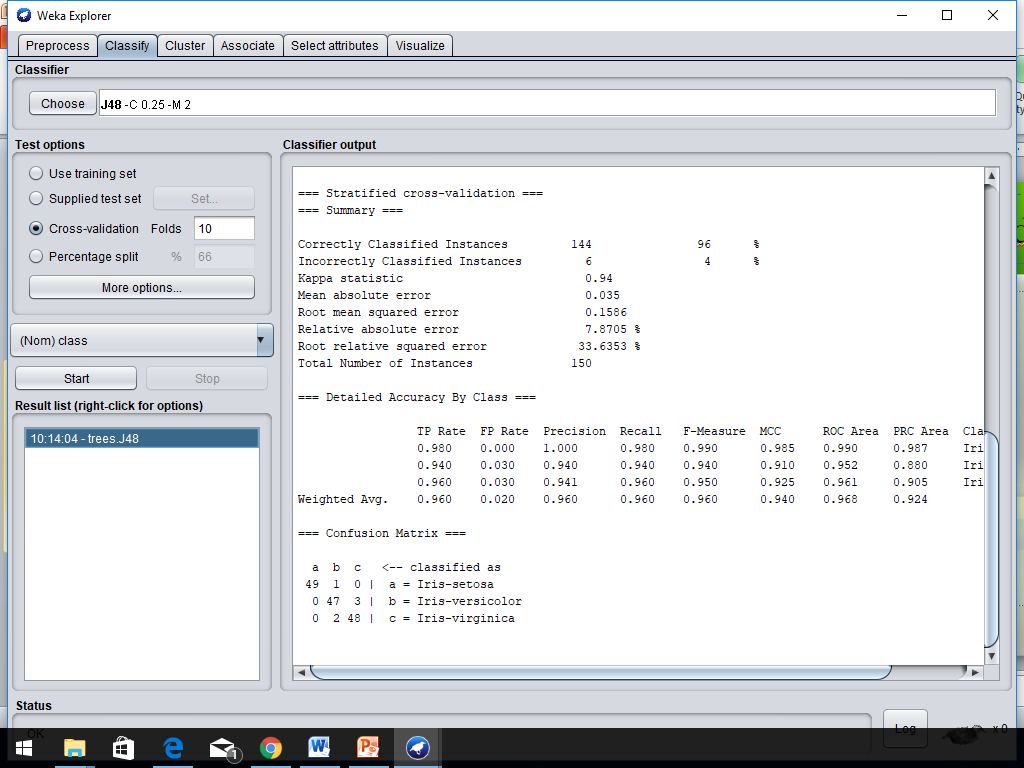 Weka Explorer
Preprocess Classify Cluster Associate Select attributes Visualize
Classifier
Choose J48 -C 0.25 -M 2
Test options
Use training set
Supplied test set Set...
Cross-validation Folds 10
Percentage split % 66
More options...
(Nom) class
Start Stop
Result list (right-click for options)
10:14:04 - trees.J48
Classifier output
=== Stratified cross-validation ===
=== Summary ===
Correctly Classified Instances 144 96 %
Incorrectly Classified Instances 6 4 %
Kappa statistic 0.94
Mean absolute error 0.035
Root mean squared error 0.1586
Relative absolute error 7.8705 %
Root relative squared error 33.6353 %
Total Number of Instances 150
=== Detailed Accuracy By Class ===
TP Rate FP Rate Precision Recall F-Measure MCC ROC Area PRC Area Cla
0.980 0.000 1.000 0.980 0.990 0.985 0.990 0.987 Iri
0.940 0.030 0.940 0.940 0.940 0.910 0.952 0.880 Iri
0.960 0.030 0.941 0.960 0.950 0.925 0.961 0.905 Iri
Weighted Avg. 0.960 0.020 0.960 0.960 0.960 0.940 0.968 0.924
=== Confusion Matrix ===
a b c <-- classified as
49 1 0 | a = Iris-setosa
0 47 3 | b = Iris-versicolor
0 2 48 | c = Iris-virginica
Status
OK
Log x 0
1